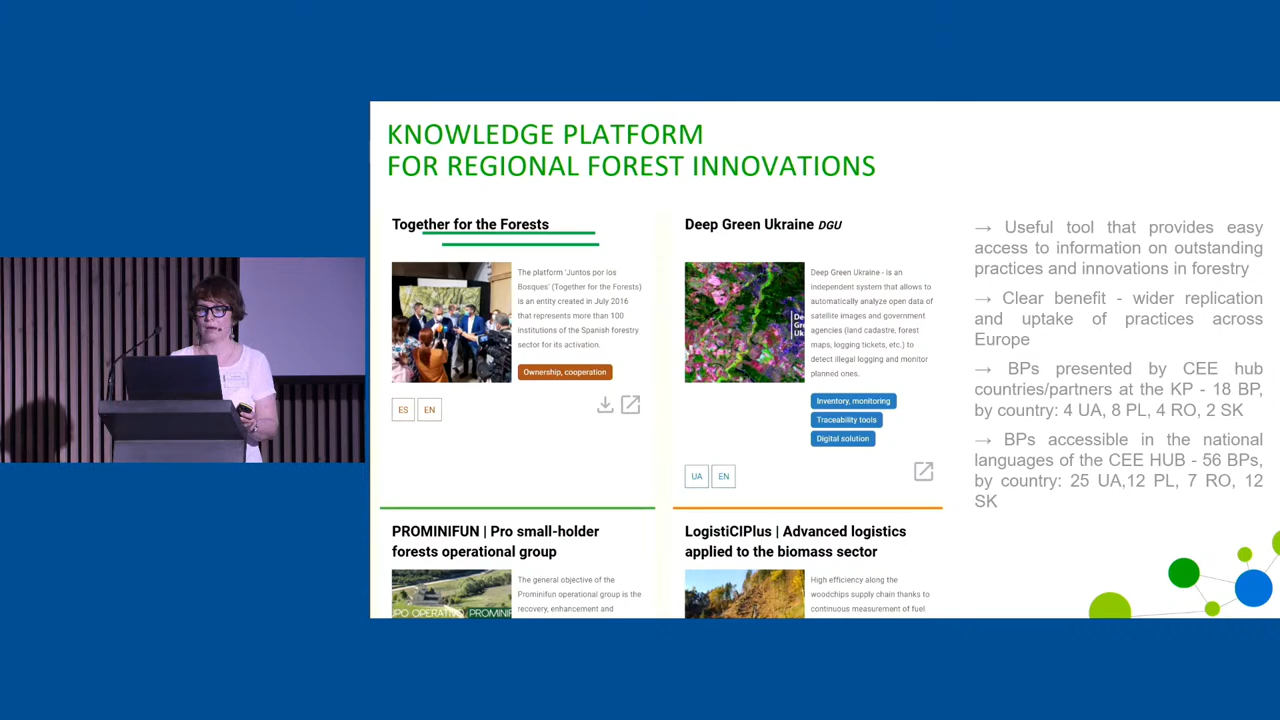 KNOWLEDGE PLATFORM
FOR REGIONAL FOREST INNOVATIONS
Together for the Forests
The platform 'Juntos por los
Bosques' (Together for the Forests)
is an entity created in July 2016
that represents more than 100
institutions of the Spanish forestry
sector for its activation.
Ownership, cooperation
ES EN
Deep Green Ukraine DGU
Deep Green Ukraine - is an
independent system that allows to
automatically analyze open data of
satellite images and government
agencies (land cadastre, forest
maps, logging tickets, etc.) to
detect illegal logging and monitor
planned ones.
Inventory, monitoring
Traceability tools
Digital solution
UA EN
PROMINIFUN | Pro small-holder
forests operational group
The general objective of the
Prominifun operational group is the
recovery, enhancement and
UPO OPERATIVO PROMINIF
LogistiCIPlus | Advanced logistics
applied to the biomass sector
High efficiency along the
woodchips supply chain thanks to
continuous measurement of fuel
→ Useful tool that provides easy
access to information on outstanding
practices and innovations in forestry
→ Clear benefit - wider replication
and uptake of practices across
Europe
→ BPs presented by CEE hub
countries/partners at the KP - 18 BP,
by country: 4 UA, 8 PL, 4 RO, 2 SK
→ BPs accessible in the national
languages of the CEE HUB - 56 BPs,
by country: 25 UA,12 PL, 7 RO, 12
SK